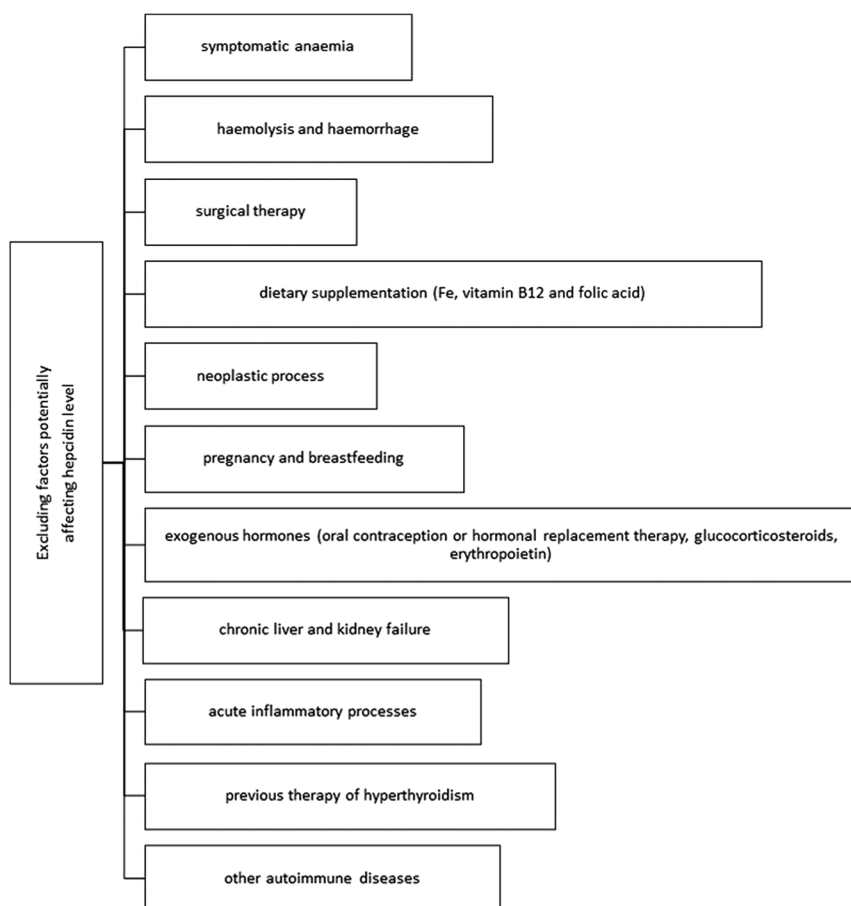 symptomatic anaemia
haemolysis and haemorrhage
surgical therapy
dietary supplementation (Fe, vitamin B12 and folic acid)
neoplastic process
Excluding factors potentially
affecting hepcidin level
pregnancy and breastfeeding
exogenous hormones (oral contraception or hormonal replacement therapy, glucocorticosteroids,
erythropoietin)
chronic liver and kidney failure
acute inflammatory processes
previous therapy of hyperthyroidism
other autoimmune diseases